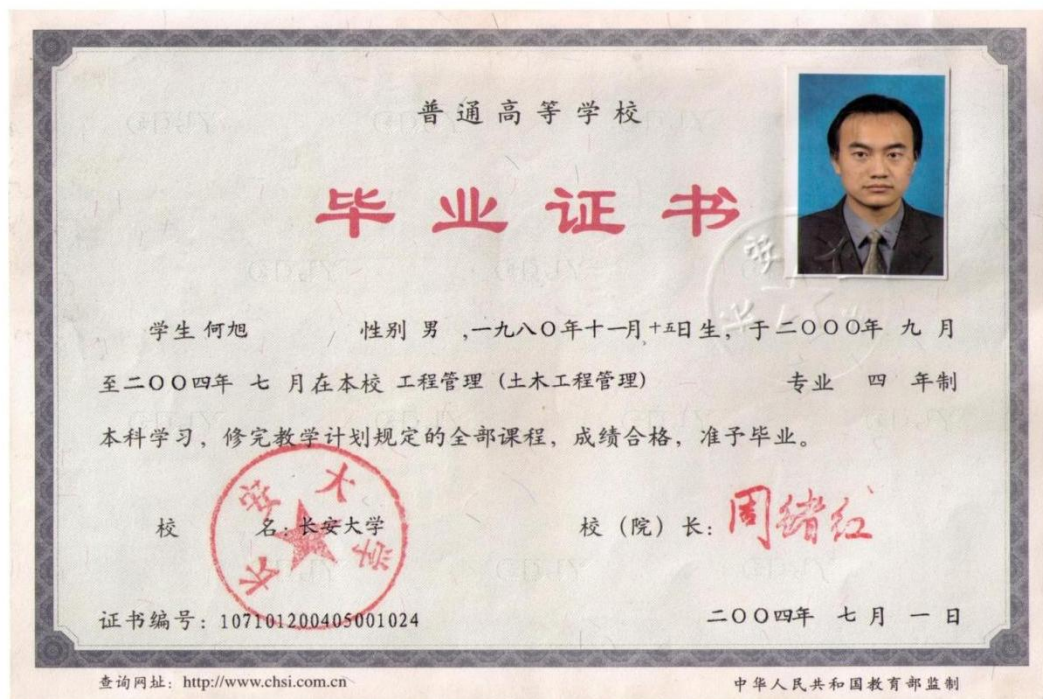 普通高等学校
毕业证书
学生 何旭 性别 男 ,一九八〇年十一月十五日生，于二〇〇〇年 九 月
至二〇〇四年 七 月在本校 工程管理（土木工程管理） 专业 四 年制
本科学习，修完教学计划规定的全部课程，成绩合格，准予毕业。
校 名：长安大学 校（院）长：周绪红
长安大学
证书编号：107101200405001024 二〇〇四年 七 月 一 日
查询网址：http://www.chsi.com.cn 中华人民共和国教育部监制